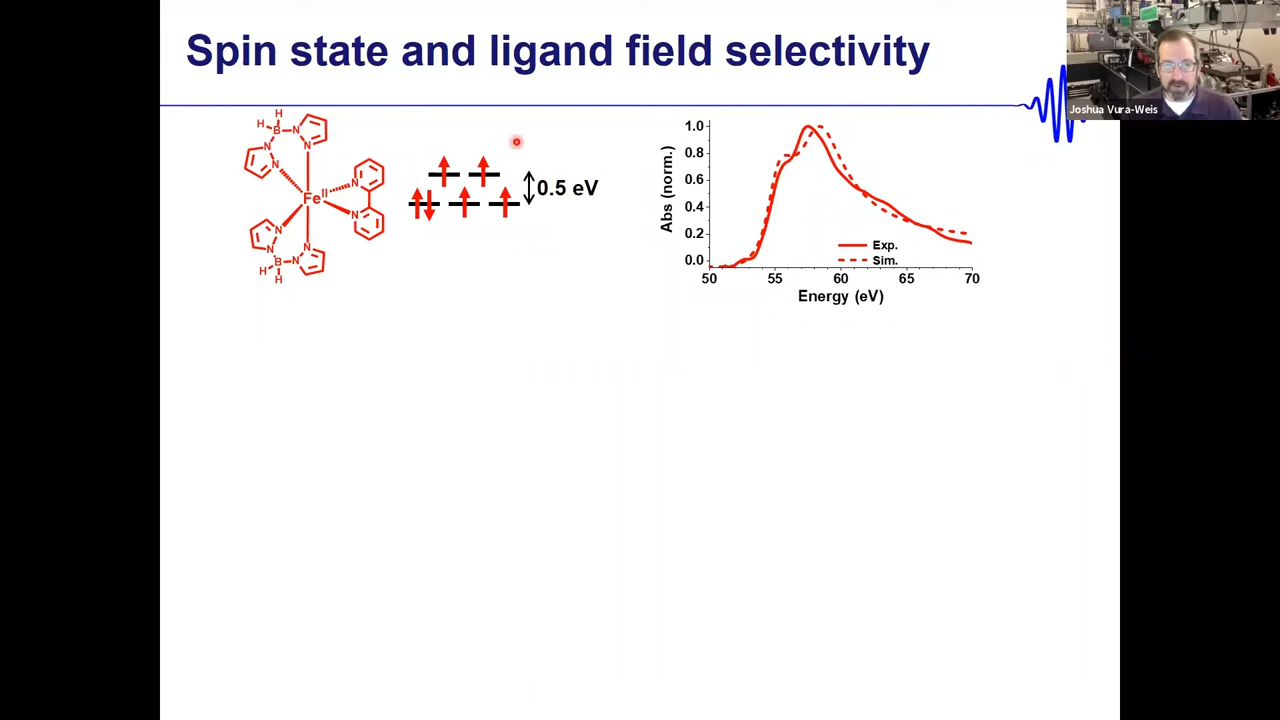 Spin state and ligand field selectivity
Joshua Vura-Weis
H
H
B
N
N
N
N
Fe^II
N
N
N
N
N
N
B
H
H
0.5 eV
1.0
0.8
0.6
0.4
0.2
0.0
Abs (norm.)
Exp.
Sim.
50 55 60 65 70
Energy (eV)